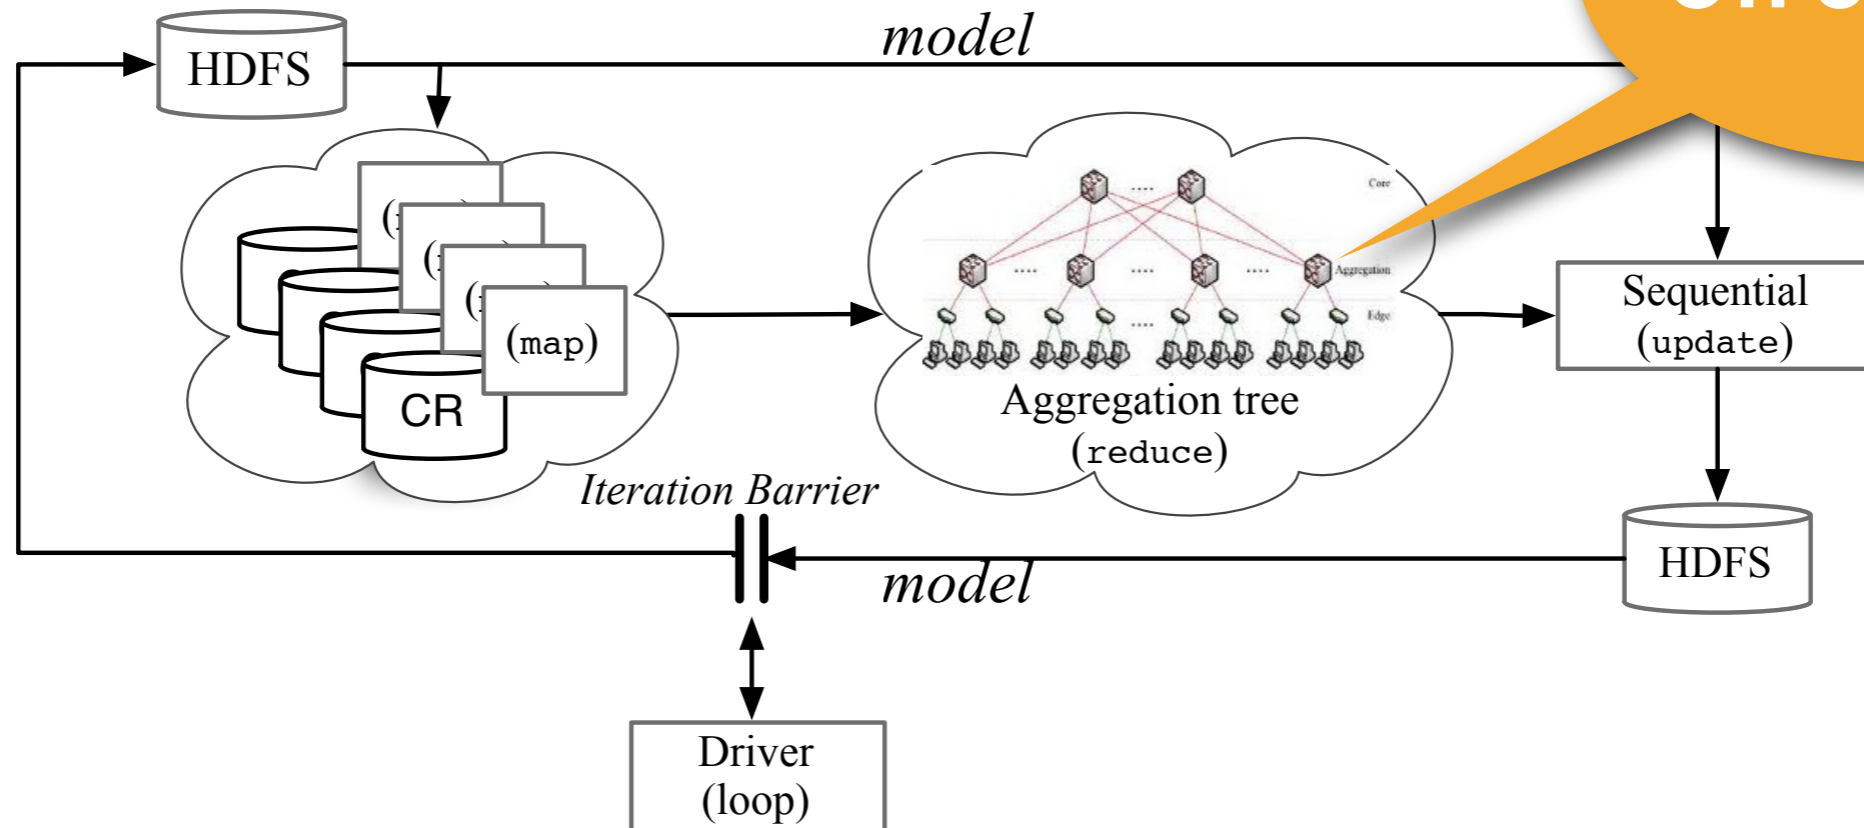 HDFS
model
(map)
CR
Core
Aggregation
Edge
Aggregation tree
(reduce)
Sequential
(update)
Iteration Barrier
model
HDFS
Driver
(loop)